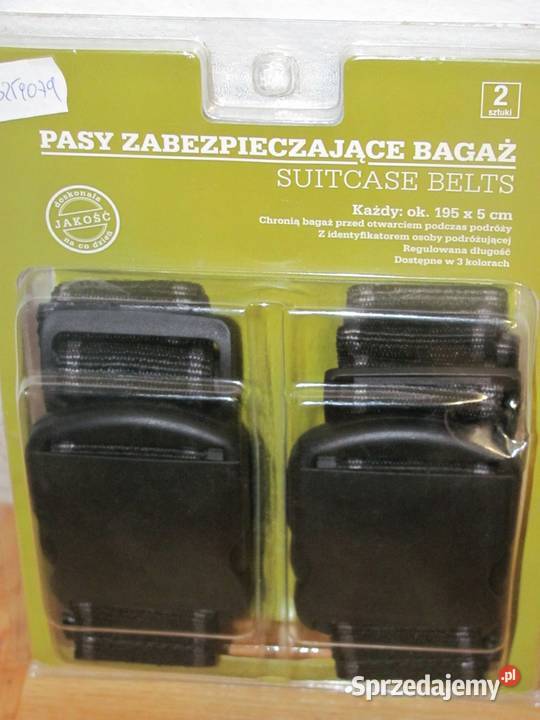 2
sztuki
PASY ZABEZPIECZAJĄCE BAGAŻ
SUITCASE BELTS
doskonała
JAKOŚĆ
na co dzień
Każdy: ok. 195 x 5 cm
Chronią bagaż przed otwarciem podczas podróży
Z identyfikatorem osoby podróżującej
Regulowana długość
Dostępne w 3 kolorach
Sprzedajemy.pl